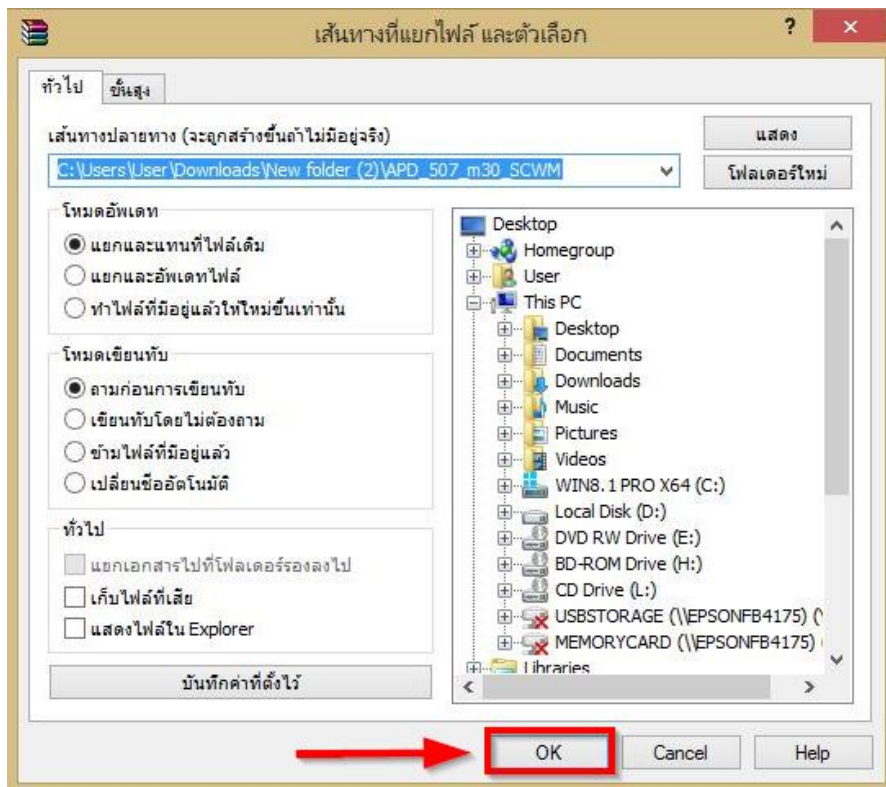 เส้นทางที่แยกไฟล์ และตัวเลือก
ทั่วไป
ขั้นสูง
เส้นทางปลายทาง (จะถูกสร้างขึ้นถ้าไม่มีอยู่จริง)
แสดง
C:\Users\User\Downloads\New folder (2)\APD_507_m30_SCWM
โฟลเดอร์ใหม่
โหมดอัพเดท
แยกและแทนที่ไฟล์เดิม
แยกและอัพเดทไฟล์
ทำไฟล์ที่มีอยู่แล้วให้ใหม่ขึ้นเท่านั้น
โหมดเขียนทับ
ถามก่อนการเขียนทับ
เขียนทับโดยไม่ต้องถาม
ข้ามไฟล์ที่มีอยู่แล้ว
เปลี่ยนชื่ออัตโนมัติ
ทั่วไป
แยกเอกสารไปที่โฟลเดอร์รองลงไป
เก็บไฟล์ที่เสีย
แสดงไฟล์ใน Explorer
บันทึกค่าที่ตั้งไว้
Desktop
Homegroup
User
This PC
Desktop
Documents
Downloads
Music
Pictures
Videos
WIN8.1 PRO X64 (C:)
Local Disk (D:)
DVD RW Drive (E:)
BD-ROM Drive (H:)
CD Drive (L:)
USBSTORAGE (\\EPSONFB4175) (
MEMORYCARD (\\EPSONFB4175)
Libraries
OK
Cancel
Help